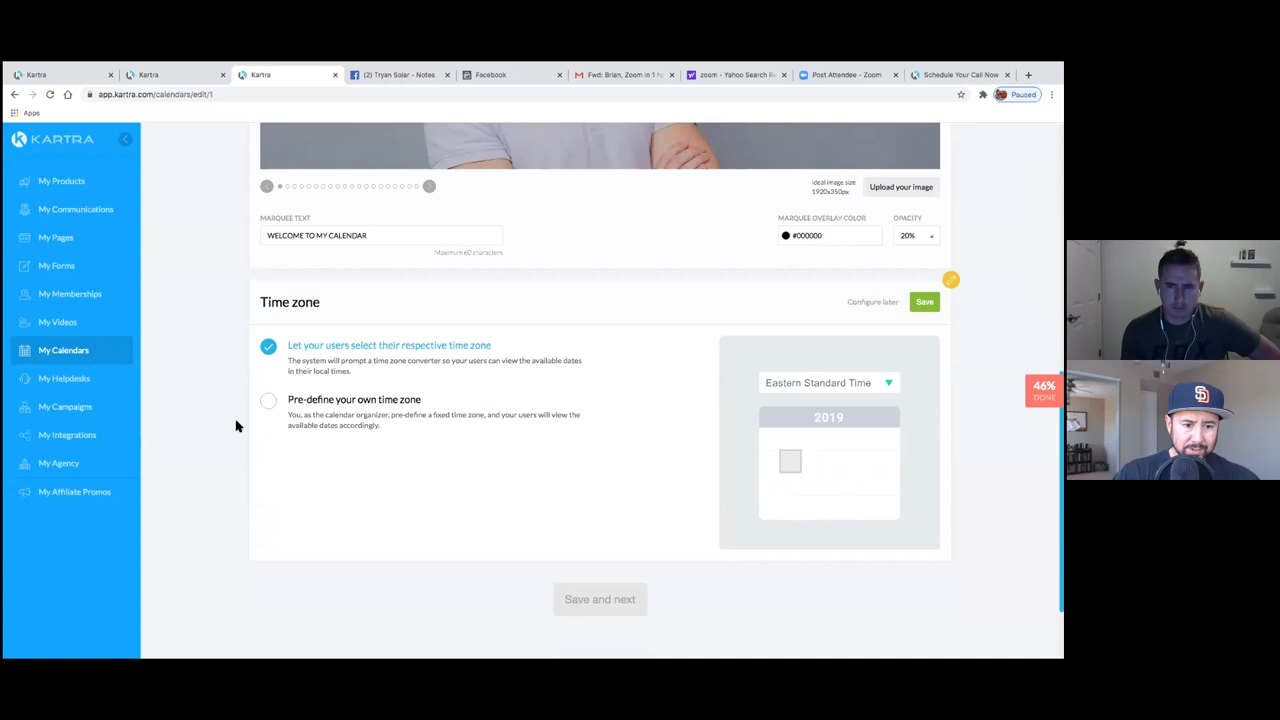 Kartra
Kartra
Kartra
(2) Tryan Solar - Notes
Facebook
Fwd: Brian, Zoom in 1 h
zoom - Yahoo Search Re
Post Attendee - Zoom
Schedule Your Call Now
app.kartra.com/calendars/edit/1
Paused
Apps
KARTRA
My Products
My Communications
My Pages
My Forms
My Memberships
My Videos
My Calendars
My Helpdesks
My Campaigns
My Integrations
My Agency
My Affiliate Promos
Ideal image size
1920x350px
Upload your image
MARQUEE TEXT
MARQUEE OVERLAY COLOR
OPACITY
WELCOME TO MY CALENDAR
#000000
20%
Maximum 60 characters
Time zone
Configure later
Save
Let your users select their respective time zone
The system will prompt a time zone converter so your users can view the available dates
in their local times.
Pre-define your own time zone
You, as the calendar organizer, pre-define a fixed time zone, and your users will view the
available dates accordingly.
Eastern Standard Time
2019
46%
DONE
Save and next